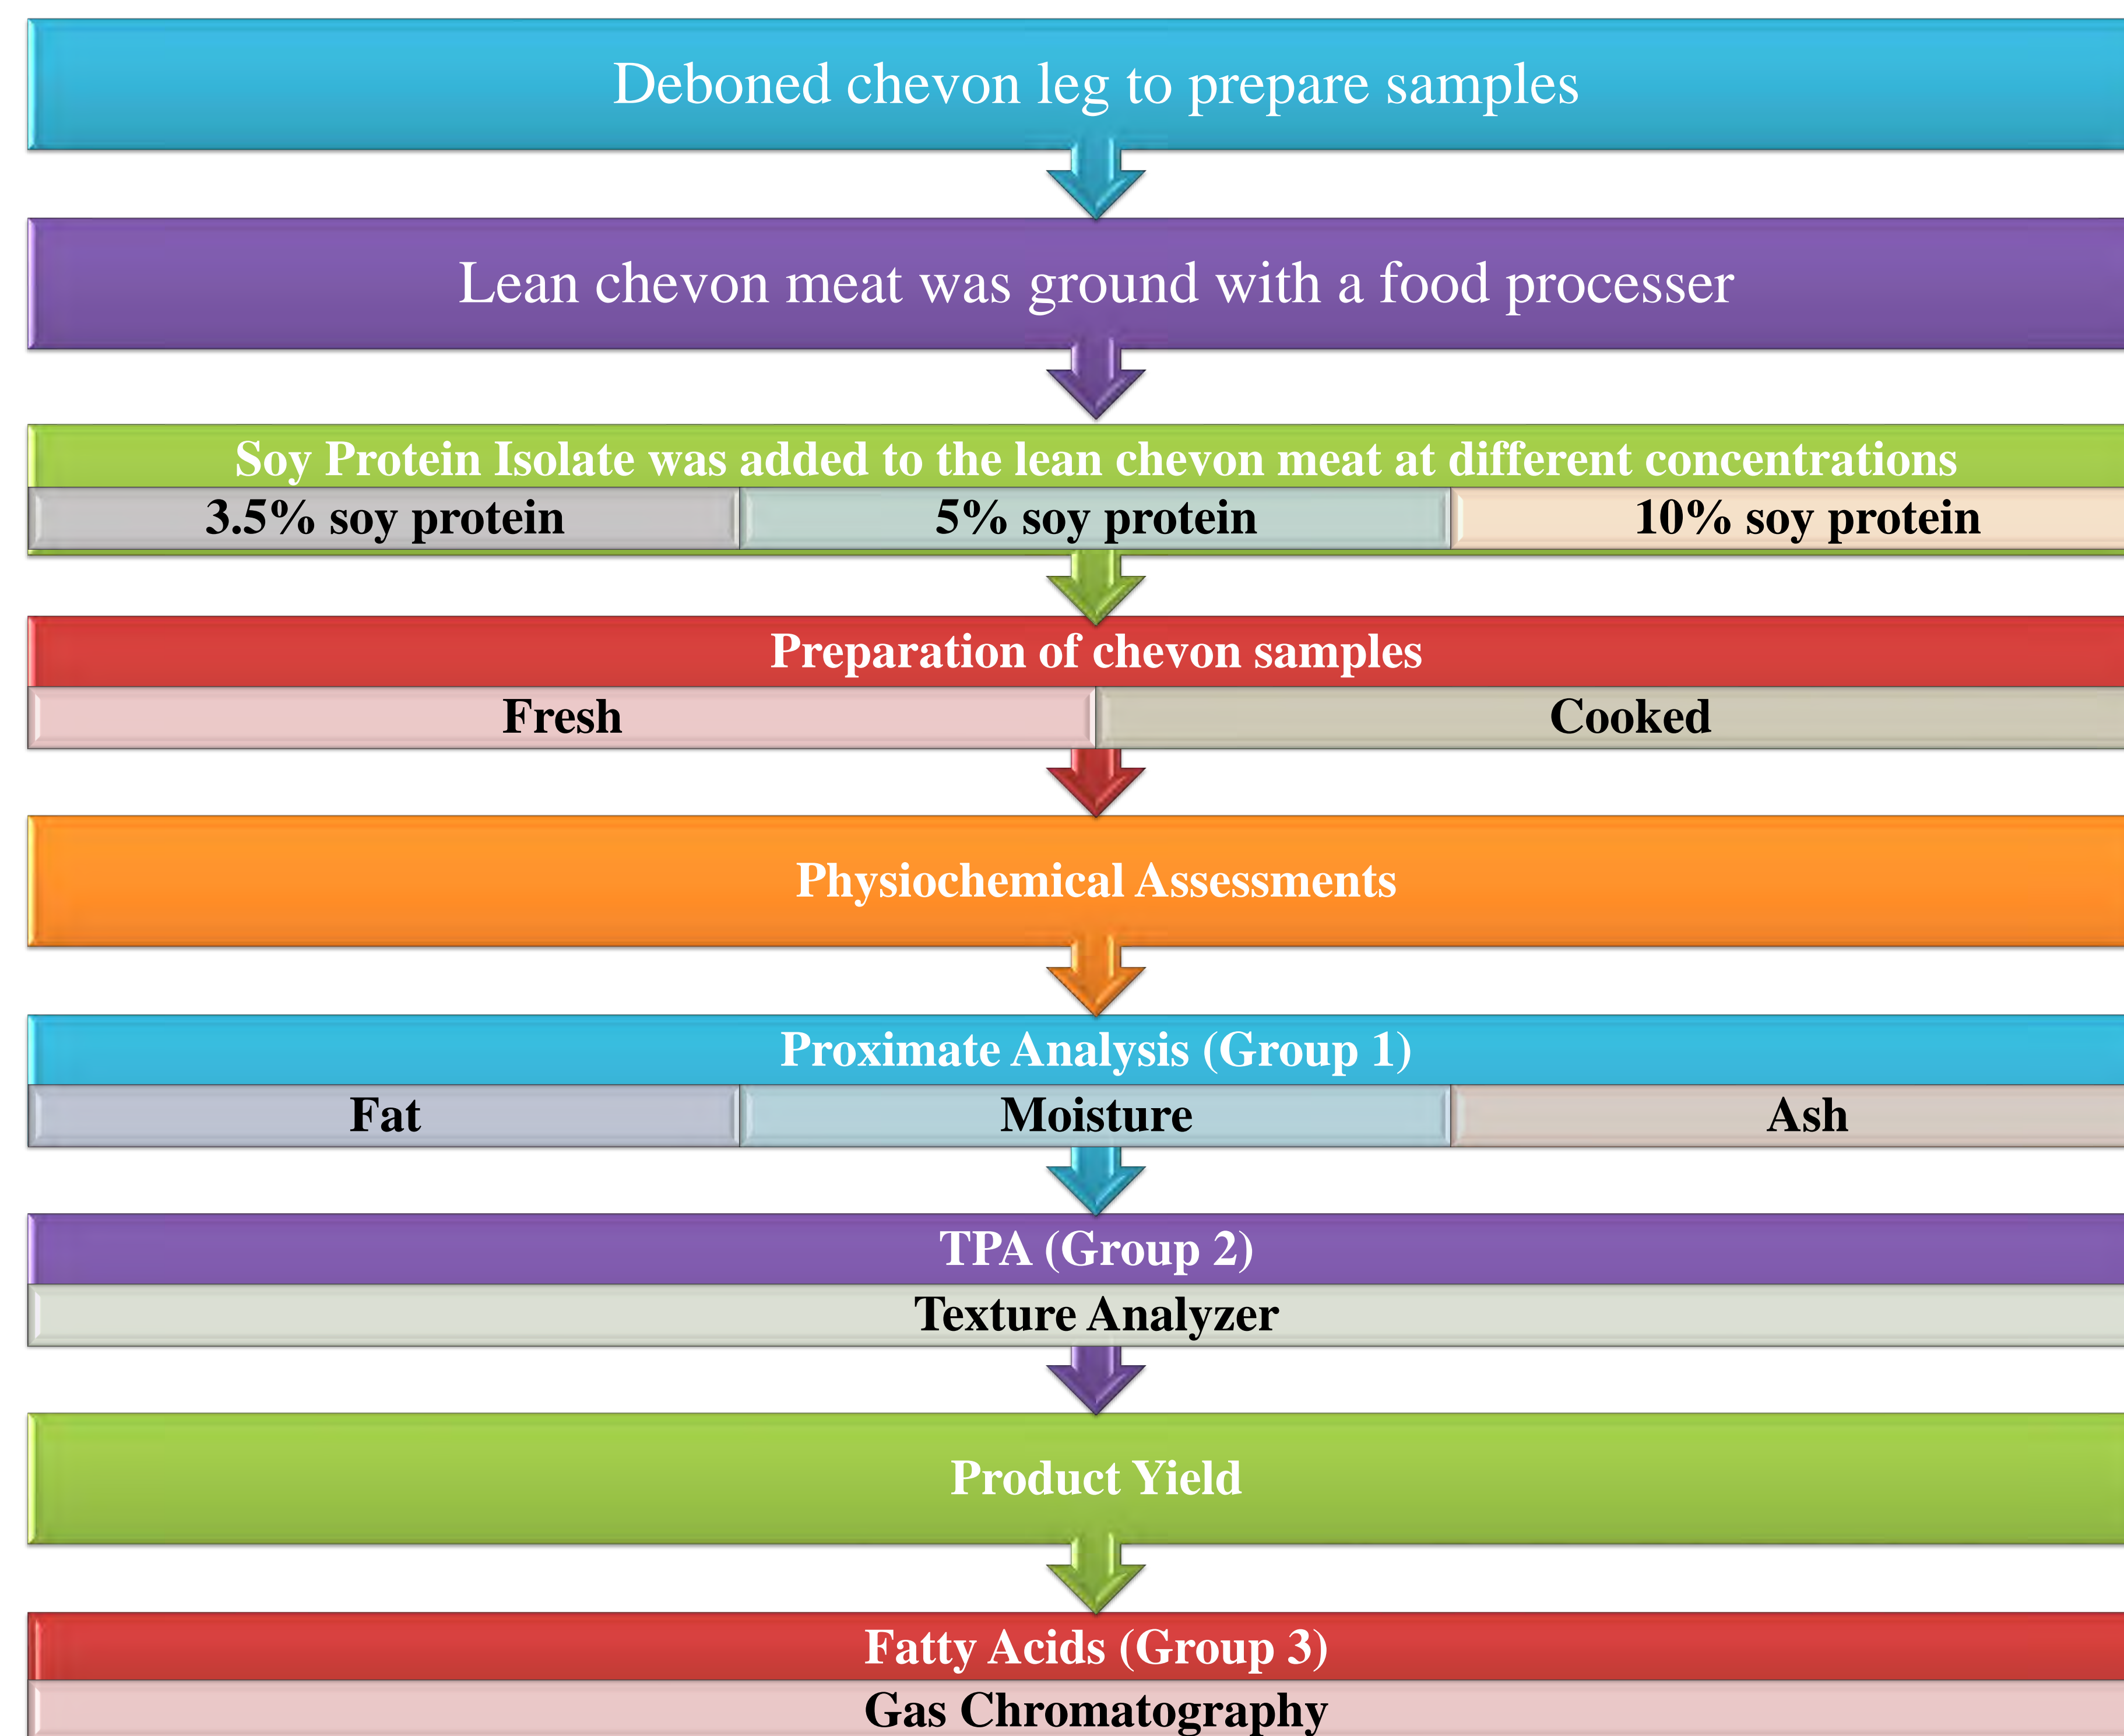 Deboned chevon leg to prepare samples
Lean chevon meat was ground with a food processer
Soy Protein Isolate was added to the lean chevon meat at different concentrations
3.5% soy protein
5% soy protein
10% soy protein
Preparation of chevon samples
Fresh
Cooked
Physiochemical Assessments
Proximate Analysis (Group 1)
Fat
Moisture
Ash
TPA (Group 2)
Texture Analyzer
Product Yield
Fatty Acids (Group 3)
Gas Chromatography